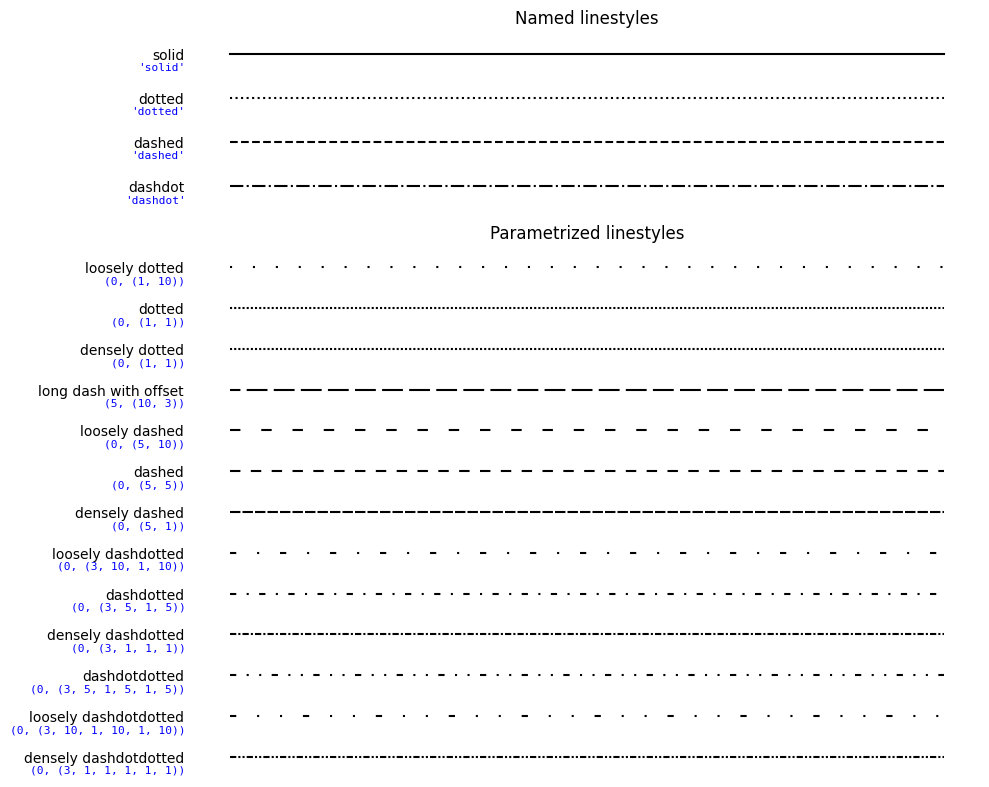 Named linestyles
solid
'solid'
dotted
'dotted'
dashed
'dashed'
dashdot
'dashdot'
Parametrized linestyles
loosely dotted
(0, (1, 10))
dotted
(0, (1, 1))
densely dotted
(0, (1, 1))
long dash with offset
(5, (10, 3))
loosely dashed
(0, (5, 10))
dashed
(0, (5, 5))
densely dashed
(0, (5, 1))
loosely dashdotted
(0, (3, 10, 1, 10))
dashdotted
(0, (3, 5, 1, 5))
densely dashdotted
(0, (3, 1, 1, 1))
dashdotdotted
(0, (3, 5, 1, 5, 1, 5))
loosely dashdotdotted
(0, (3, 10, 1, 10, 1, 10))
densely dashdotdotted
(0, (3, 1, 1, 1, 1, 1))